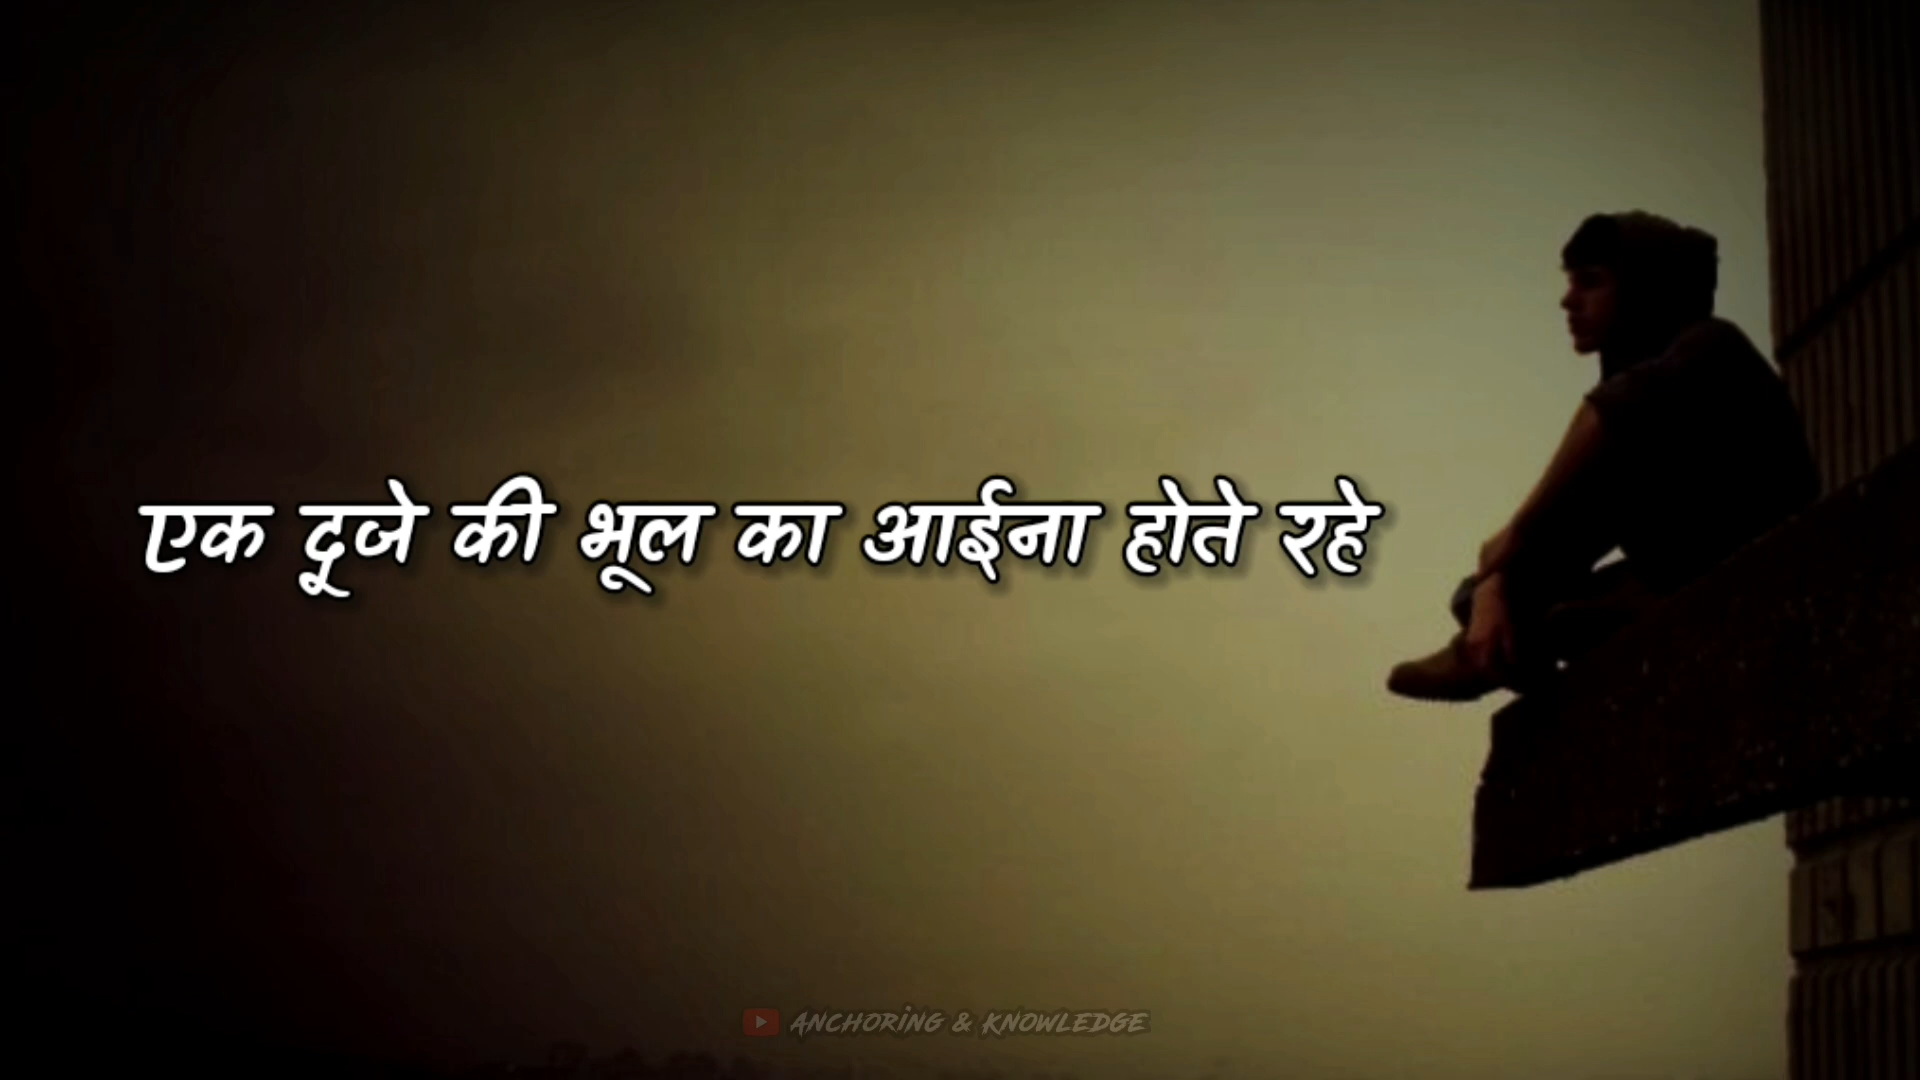 एक दूजे की भूल का आईना होते रहे
ANCHORING & KNOWLEDGE